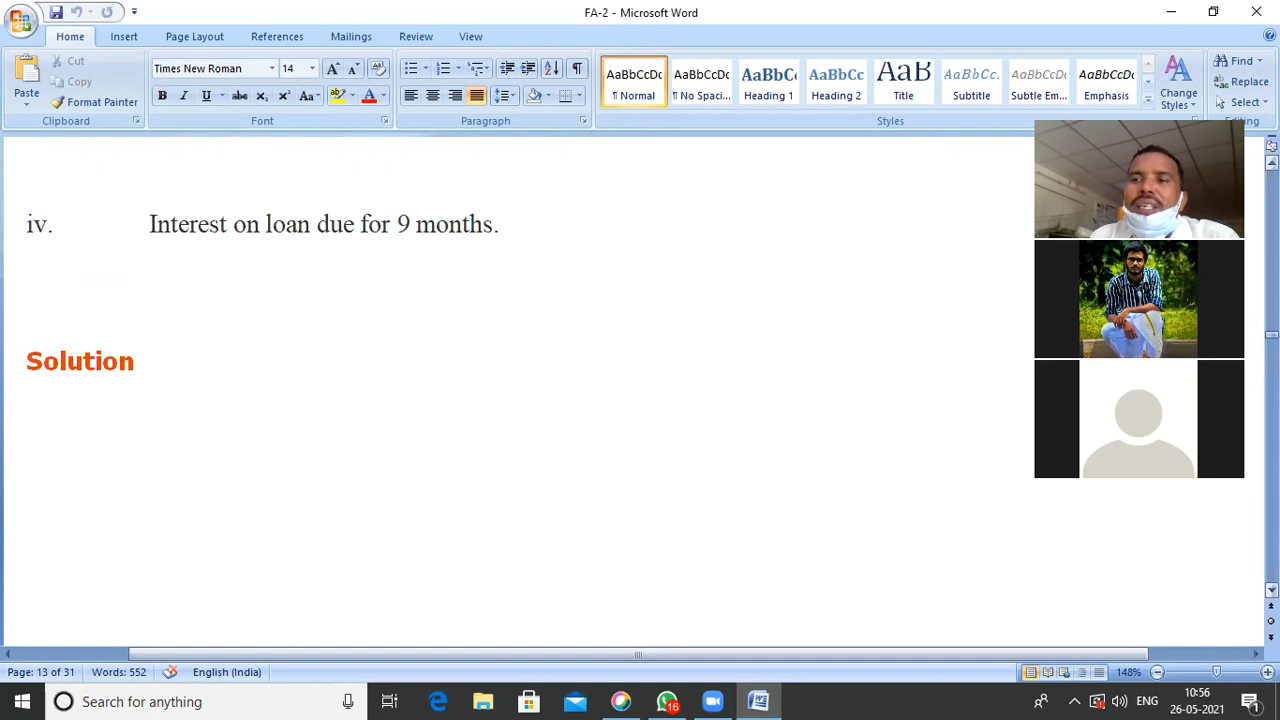 FA-2 - Microsoft Word
Home Insert Page Layout References Mailings Review View
Paste
Cut
Copy
Format Painter
Clipboard
Times New Roman 14
Font
Paragraph
AaBbCcDc AaBbCcDc AaBbC AaBbCc AaB AaBbCc. AaBbCcDc AaBbCcDc
¶ Normal ¶ No Spaci... Heading 1 Heading 2 Title Subtitle Subtle Em... Emphasis
Change
Styles
Styles
Find
Replace
Select
Editing
iv. Interest on loan due for 9 months.
Solution
Page: 13 of 31 Words: 552 English (India) 148%
Search for anything
16
ENG
10:56
26-05-2021
1